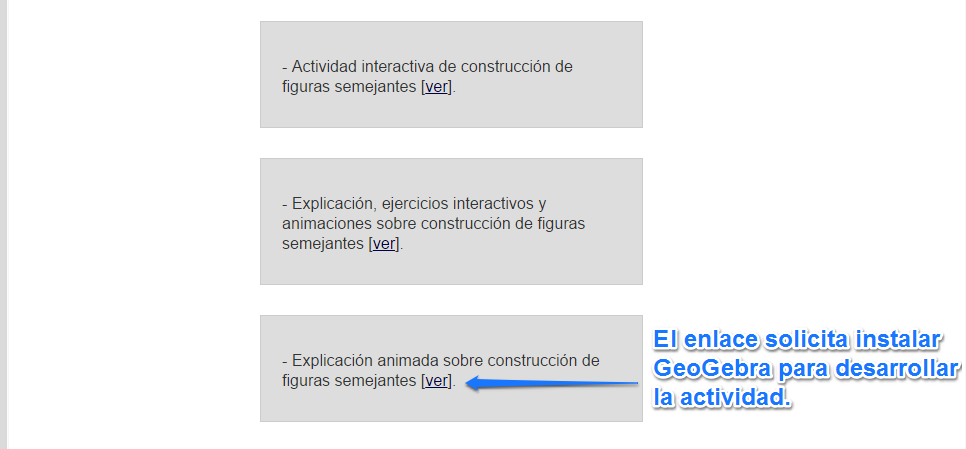 - Actividad interactiva de construcción de
figuras semejantes [ver].
- Explicación, ejercicios interactivos y
animaciones sobre construcción de figuras
semejantes [ver].
- Explicación animada sobre construcción de
figuras semejantes [ver].
El enlace solicita instalar
GeoGebra para desarrollar
la actividad.